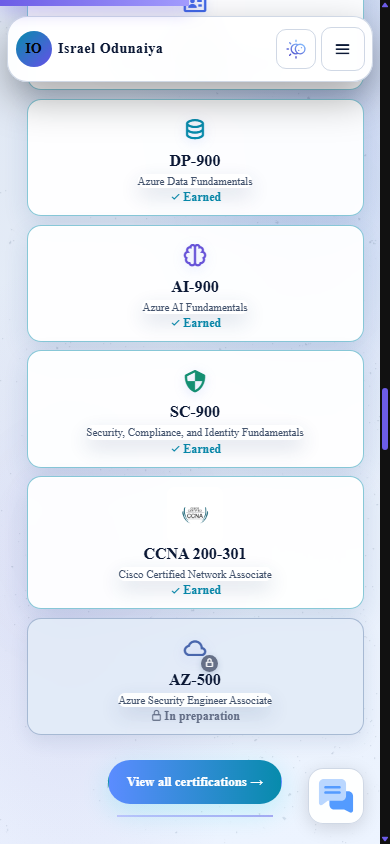 IO
Israel Odunaiya
DP-900
Azure Data Fundamentals
✓ Earned
AI-900
Azure AI Fundamentals
✓ Earned
SC-900
Security, Compliance, and Identity Fundamentals
✓ Earned
CCNA
CCNA 200-301
Cisco Certified Network Associate
✓ Earned
AZ-500
Azure Security Engineer Associate
In preparation
View all certifications →